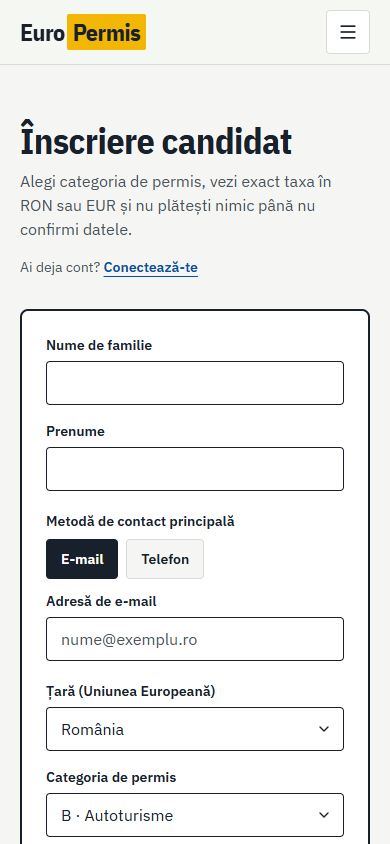 Euro Permis
Înscriere candidat
Alegi categoria de permis, vezi exact taxa în
RON sau EUR și nu plătești nimic până nu
confirmi datele.
Ai deja cont? Conectează-te
Nume de familie
Prenume
Metodă de contact principală
E-mail Telefon
Adresă de e-mail
nume@exemplu.ro
Țară (Uniunea Europeană)
România
Categoria de permis
B · Autoturisme